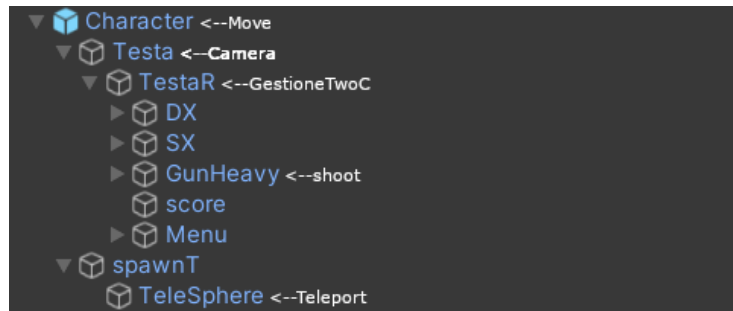 Character <--Move
Testa <--Camera
TestaR <--GestioneTwoC
DX
SX
GunHeavy <--shoot
score
Menu
spawnT
TeleSphere <--Teleport